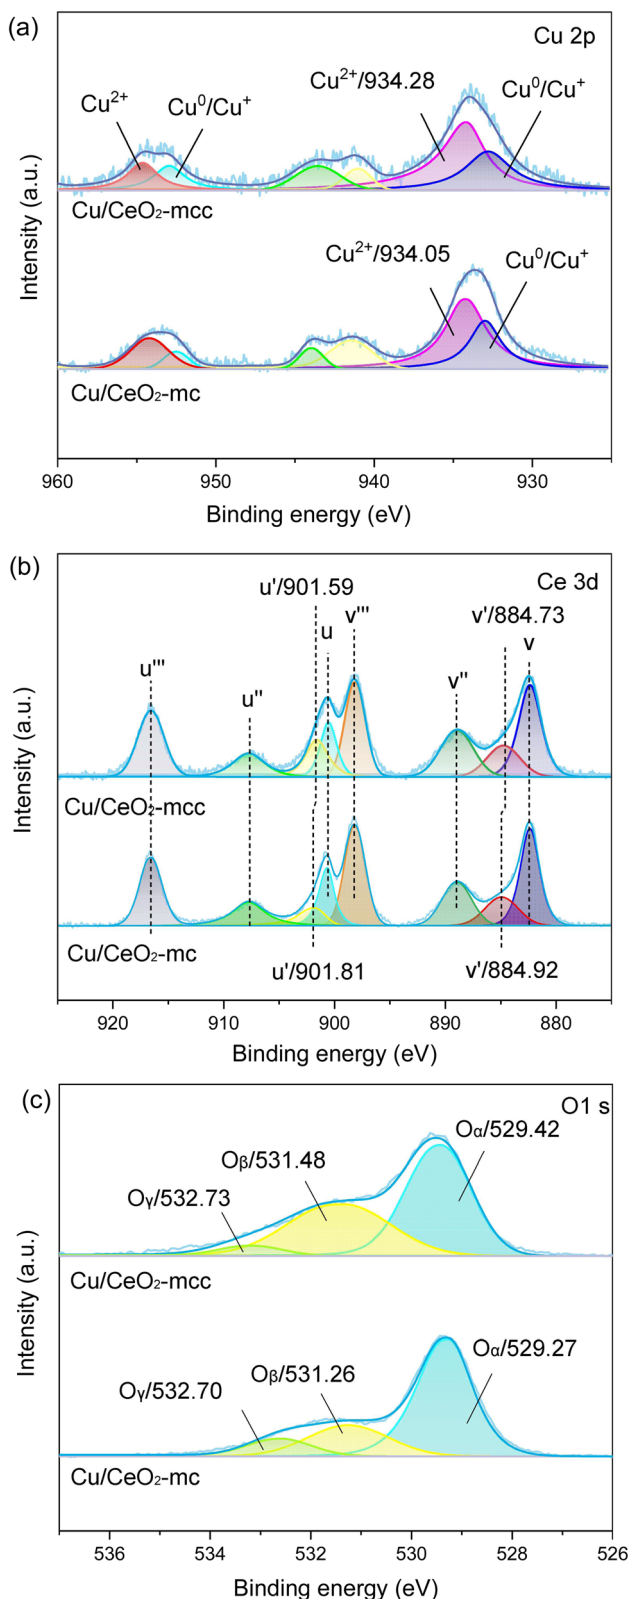 (a)
Cu 2p
Cu²⁺/934.28
Cu²⁺
Cu⁰/Cu⁺
Cu⁰/Cu⁺
Cu/CeO₂-mcc
Cu²⁺/934.05
Cu⁰/Cu⁺
Cu/CeO₂-mc
Intensity (a.u.)
960
950
940
930
Binding energy (eV)
(b)
Ce 3d
u'/901.59
v'/884.73
u'''
u''
u
v'''
v''
v
Cu/CeO₂-mcc
Cu/CeO₂-mc
u'/901.81
v'/884.92
Intensity (a.u.)
920
910
900
890
880
Binding energy (eV)
(c)
O1 s
Oα/529.42
Oβ/531.48
Oγ/532.73
Cu/CeO₂-mcc
Oα/529.27
Oβ/531.26
Oγ/532.70
Cu/CeO₂-mc
Intensity (a.u.)
536
534
532
530
528
526
Binding energy (eV)